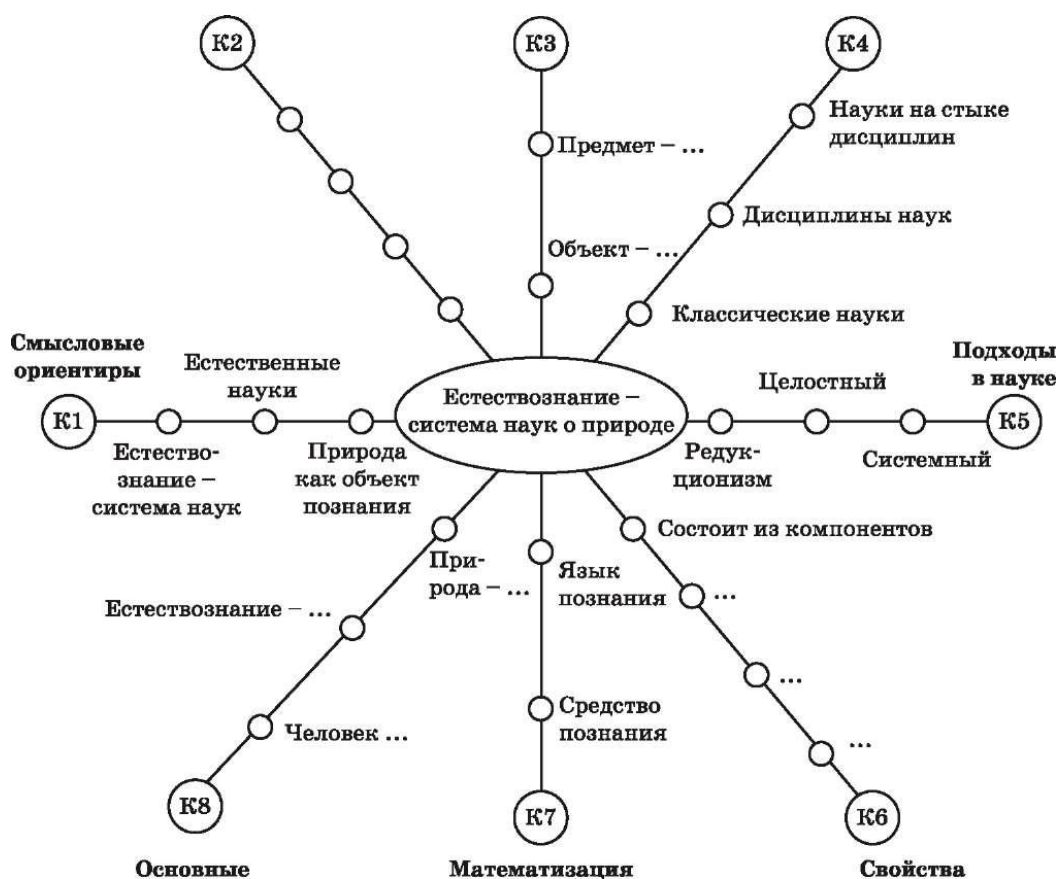 К2
К3
К4
Науки на стыке
дисциплин
Предмет – ...
Дисциплины наук
Объект – ...
Классические науки
Смысловые
ориентиры
Естественные
науки
Подходы
в науке
Целостный
К1
Естествознание –
система наук о природе
К5
Естество-
знание –
система наук
Природа
как объект
познания
Редук-
ционизм
Системный
Состоит из компонентов
При-
рода – ...
Язык
познания
Естествознание – ...
...
...
Человек ...
Средство
познания
...
К8
К7
К6
Основные
Математизация
Свойства